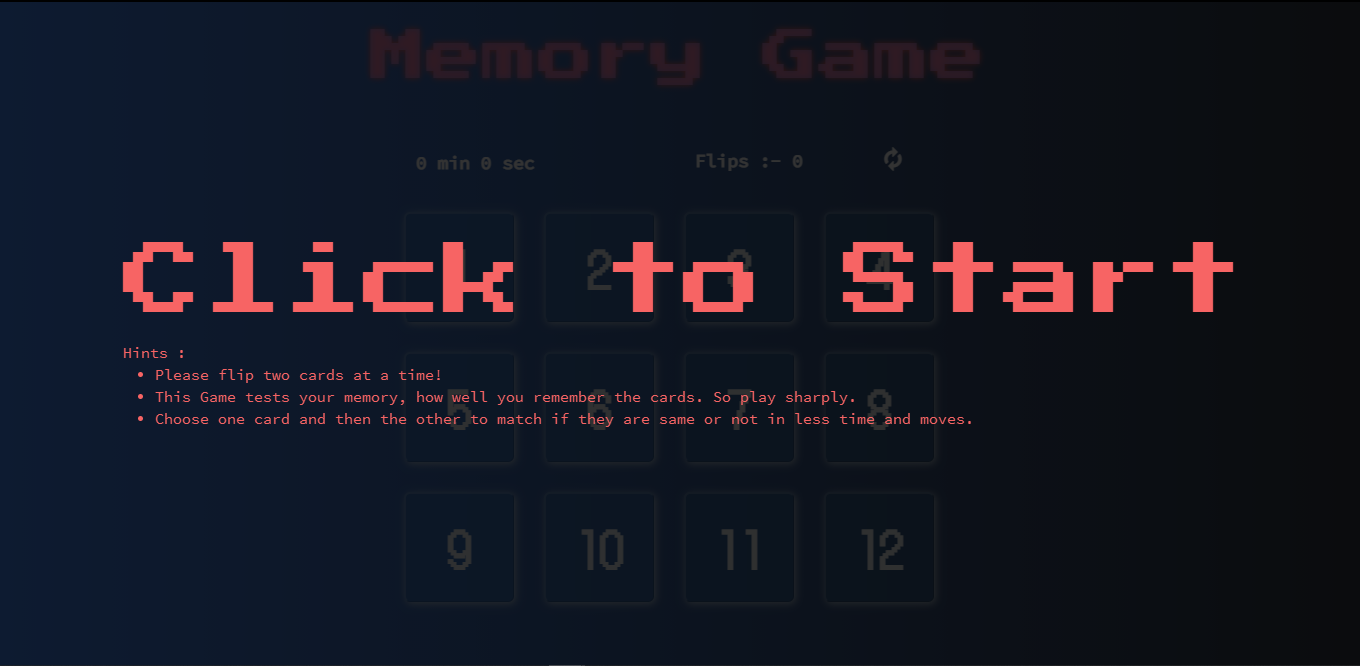 Memory Game
0 min 0 sec
Flips :- 0
1 2 3 4
Click to Start
Hints :
• Please flip two cards at a time!
• This Game tests your memory, how well you remember the cards. So play sharply.
• Choose one card and then the other to match if they are same or not in less time and moves.
5 6 7 8
9 10 11 12